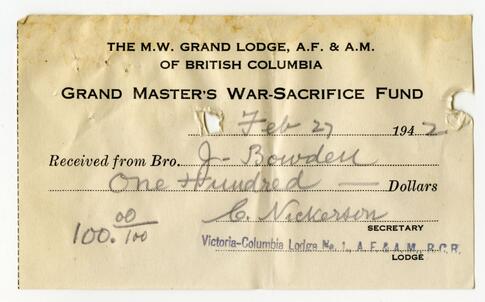 THE M.W. GRAND LODGE, A.F. & A.M.
OF BRITISH COLUMBIA
GRAND MASTER'S WAR-SACRIFICE FUND
Feb 27 1942
Received from Bro. J. Bowden
One Hundred — Dollars
100.00/100 C. Nickerson
SECRETARY
Victoria-Columbia Lodge No. 1, A.F.&A.M., B.C.R.
LODGE